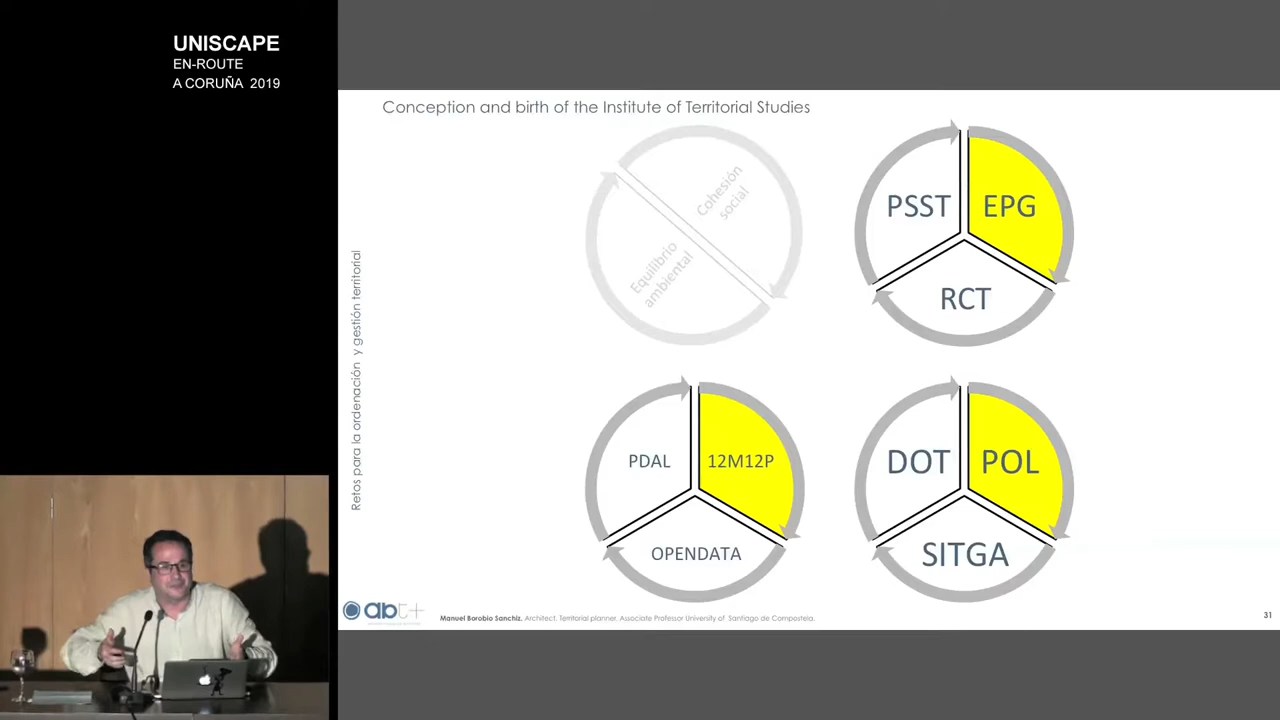 UNISCAPE
EN-ROUTE
A CORUÑA 2019
Conception and birth of the Institute of Territorial Studies
Retos para la ordenación y gestión territorial
Cohesión
social
Equilibrio
ambiental
PSST
EPG
RCT
PDAL
12M12P
OPENDATA
DOT
POL
SITGA
abt+
Manuel Borobio Sanchiz. Architect. Territorial planner. Associate Professor University of Santiago de Compostela.
31